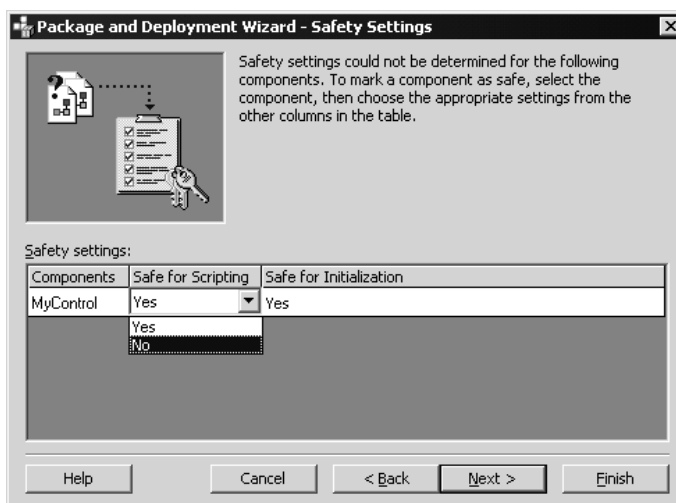 Package and Deployment Wizard - Safety Settings
Safety settings could not be determined for the following
components. To mark a component as safe, select the
component, then choose the appropriate settings from the
other columns in the table.
Safety settings:
Components Safe for Scripting Safe for Initialization
MyControl Yes Yes
Yes
No
Help Cancel < Back Next > Finish